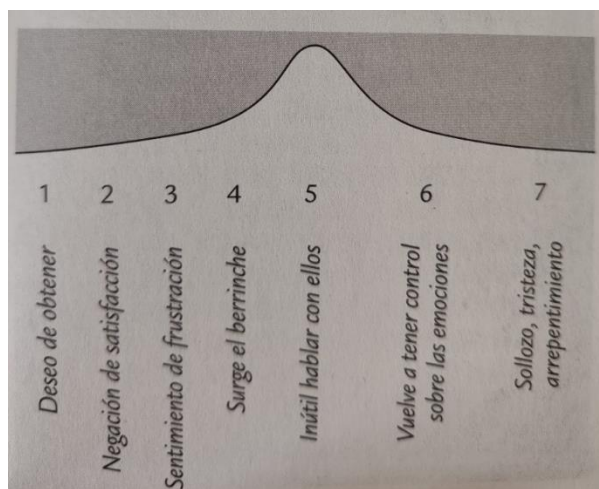 1
Deseo de obtener
2
Negación de satisfacción
3
Sentimiento de frustración
4
Surge el berrinche
5
Inútil hablar con ellos
6
Vuelve a tener control
sobre las emociones
7
Sollozo, tristeza,
arrepentimiento